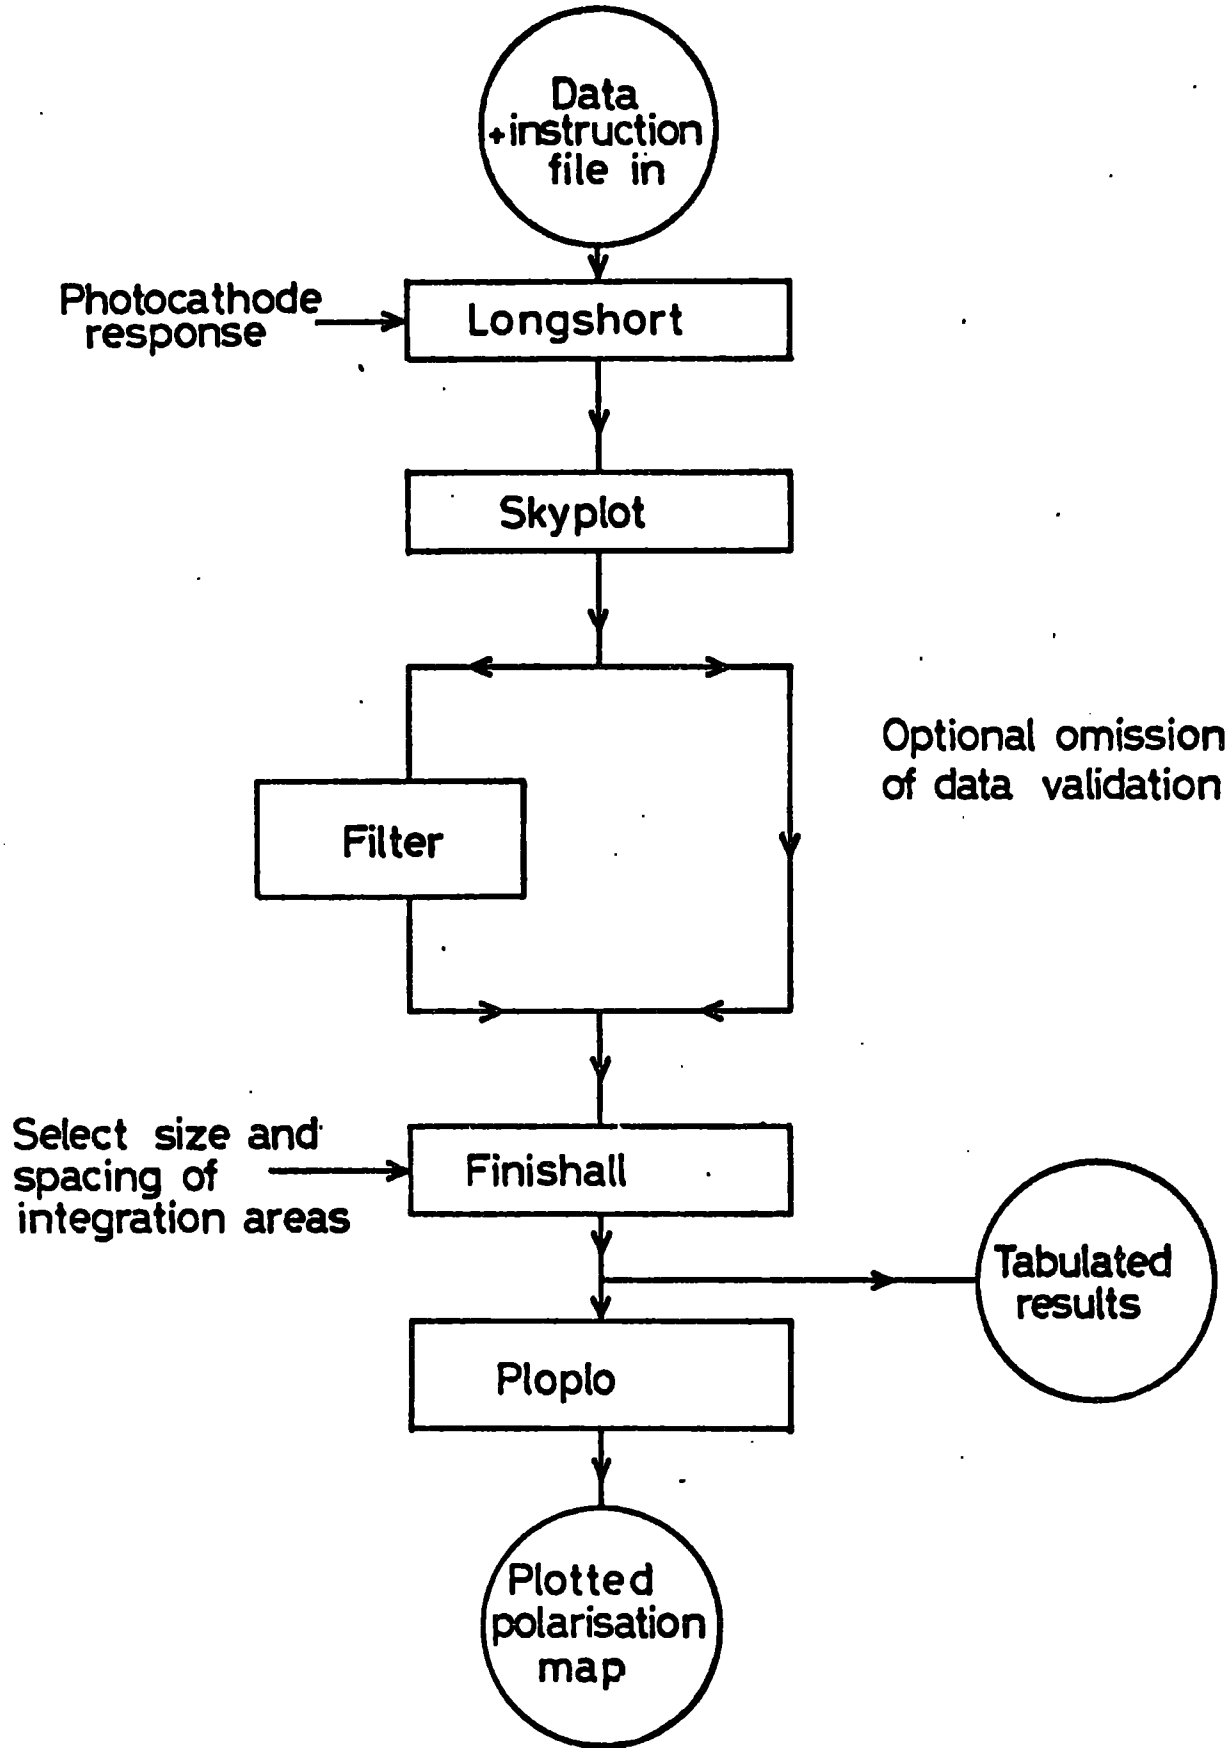 Data
+instruction
file in
Photocathode
response
Longshort
Skyplot
Optional omission
of data validation
Filter
Select size and
spacing of
integration areas
Finishall
Tabulated
results
Ploplo
Plotted
polarisation
map